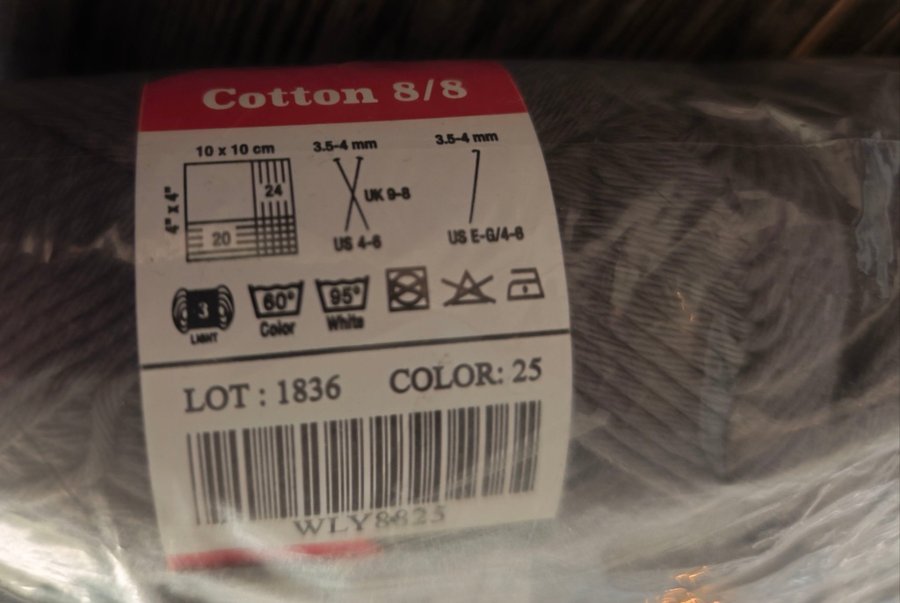 Cotton 8/8
10 x 10 cm
4" x 4"
24
20
3.5-4 mm
UK 9-8
US 4-6
3.5-4 mm
US E-G/4-6
3
LIGHT
60°
Color
95°
White
LOT : 1836
COLOR: 25
WLY8825